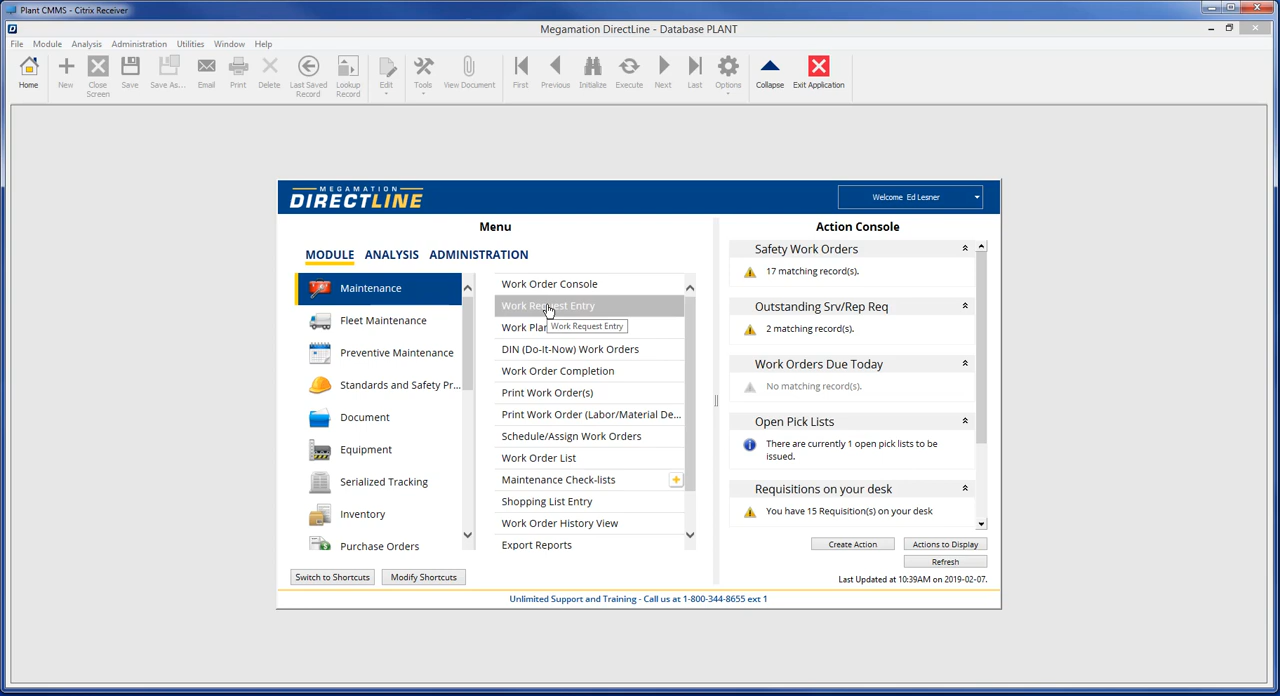 Plant CMMS - Citrix Receiver
Megamation DirectLine - Database PLANT
File Module Analysis Administration Utilities Window Help
Home New Close Screen Save Save As... Email Print Delete Last Saved Record Lookup Record Edit Tools View Document First Previous Initialize Execute Next Last Options Collapse Exit Application
MEGAMATION
DIRECTLINE
Welcome Ed Lesner
Menu
MODULE ANALYSIS ADMINISTRATION
Maintenance
Fleet Maintenance
Preventive Maintenance
Standards and Safety Pr...
Document
Equipment
Serialized Tracking
Inventory
Purchase Orders
Work Order Console
Work Request Entry
Work Plan
Work Request Entry
DIN (Do-It-Now) Work Orders
Work Order Completion
Print Work Order(s)
Print Work Order (Labor/Material De...
Schedule/Assign Work Orders
Work Order List
Maintenance Check-lists
Shopping List Entry
Work Order History View
Export Reports
Switch to Shortcuts Modify Shortcuts
Action Console
Safety Work Orders
17 matching record(s).
Outstanding Srv/Rep Req
2 matching record(s).
Work Orders Due Today
No matching record(s).
Open Pick Lists
There are currently 1 open pick lists to be
issued.
Requisitions on your desk
You have 15 Requisition(s) on your desk
Create Action Actions to Display
Refresh
Last Updated at 10:39AM on 2019-02-07.
Unlimited Support and Training - Call us at 1-800-344-8655 ext 1